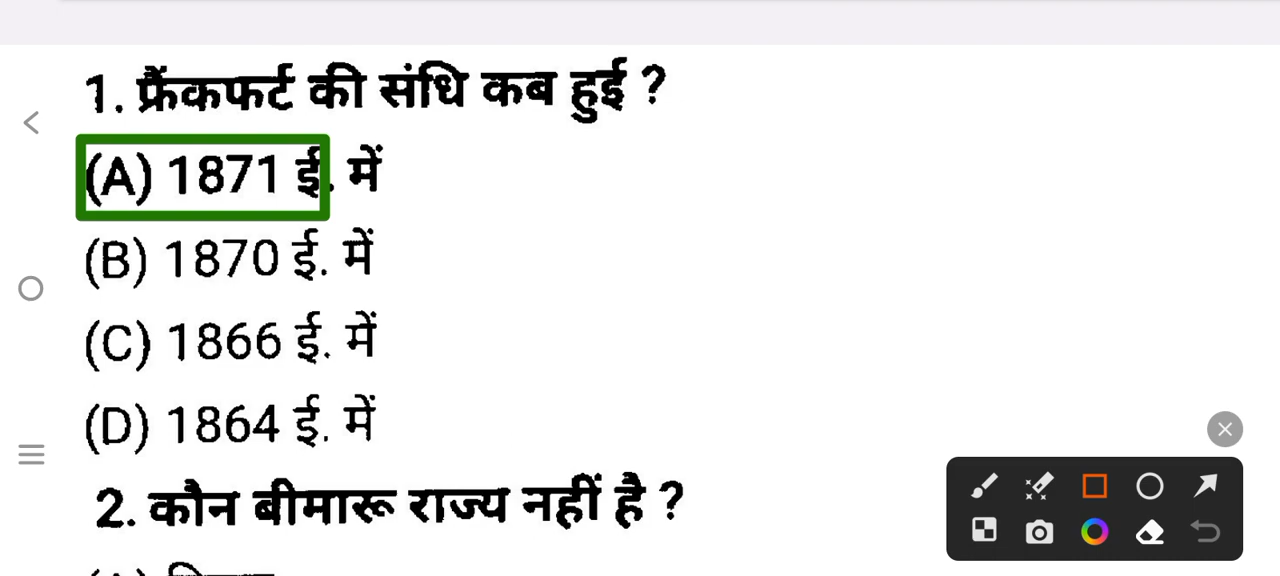 1. फ्रैंकफर्ट की संधि कब हुई ?
(A) 1871 ई. में
(B) 1870 ई. में
(C) 1866 ई. में
(D) 1864 ई. में
2. कौन बीमारू राज्य नहीं है ?